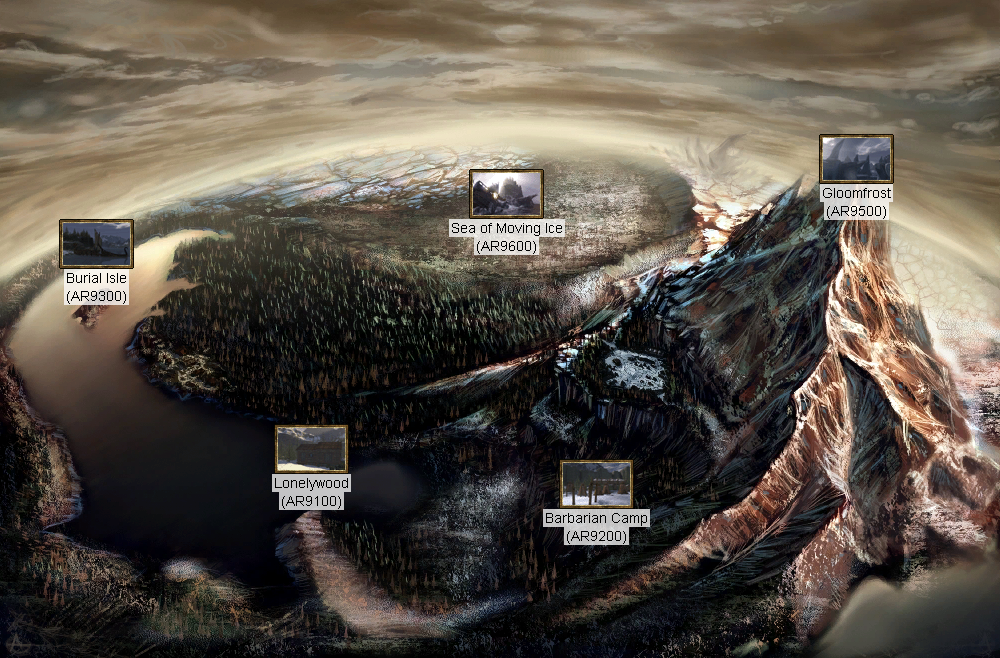 Gloomfrost
(AR9500)
Sea of Moving Ice
(AR9600)
Burial Isle
(AR9300)
Lonelywood
(AR9100)
Barbarian Camp
(AR9200)